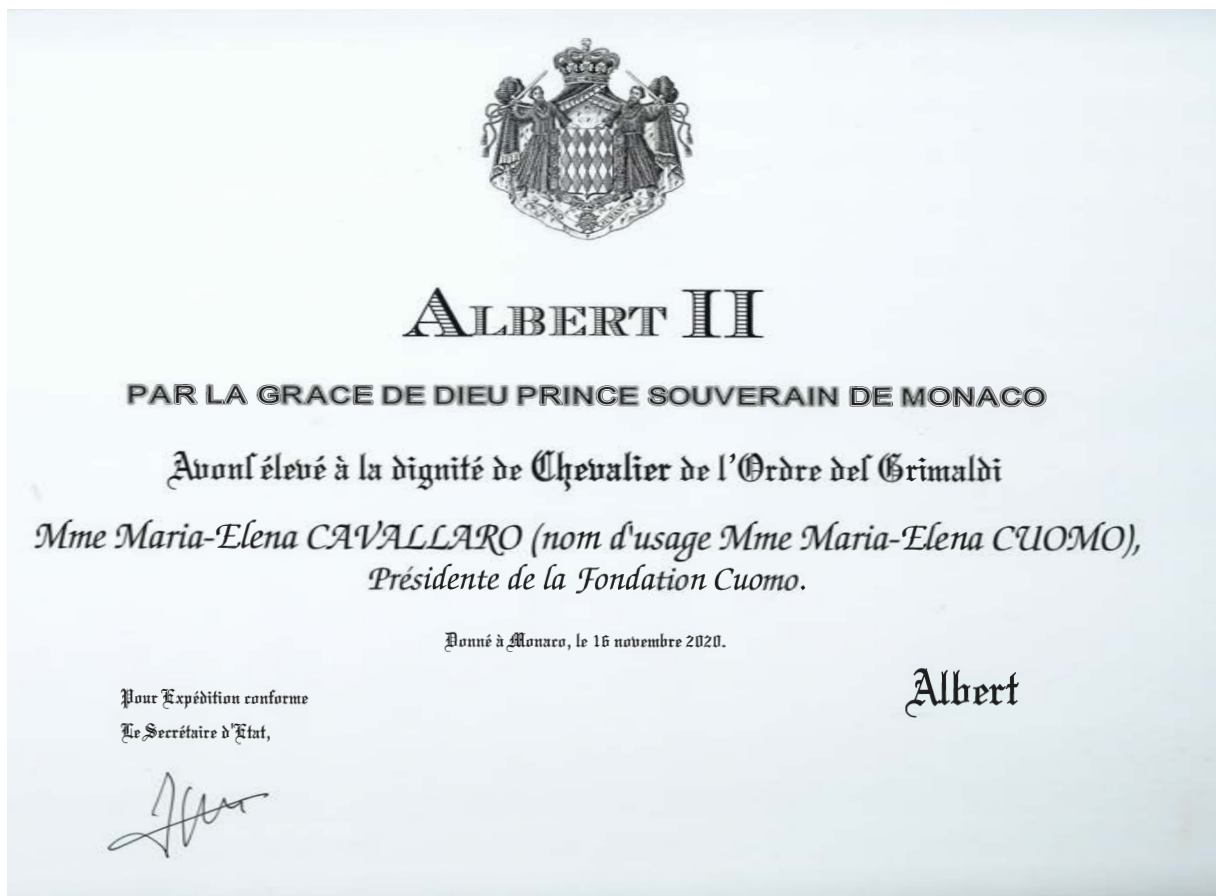 ALBERT II
PAR LA GRACE DE DIEU PRINCE SOUVERAIN DE MONACO
Avonſ élevé à la dignité de Chevalier de l'Ordre deſ Grimaldi
Mme Maria-Elena CAVALLARO (nom d'usage Mme Maria-Elena CUOMO),
Présidente de la Fondation Cuomo.
Donné à Monaco, le 16 novembre 2020.
Albert
Pour Expédition conforme
Le Secrétaire d'Etat,